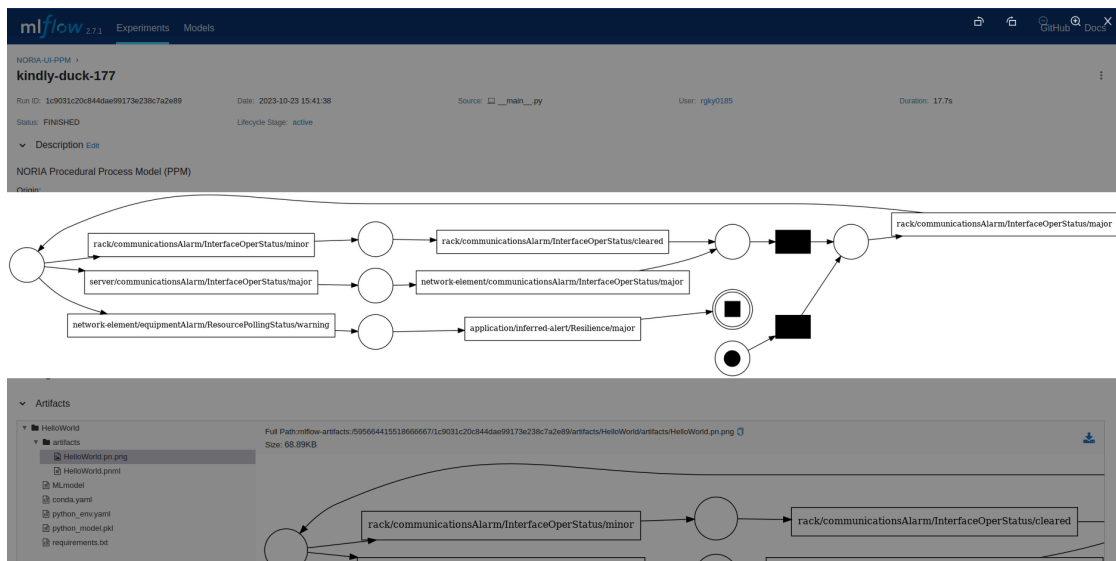 mlflow 2.7.1 Experiments Models GitHub Docs
NORIA-UI-PPM ›
kindly-duck-177
Run ID: 1c9031c20c844dae99173e238c7a2e89 Date: 2023-10-23 15:41:38 Source: __main__.py User: rgky0185 Duration: 17.7s
Status: FINISHED Lifecycle Stage: active
Description Edit
NORIA Procedural Process Model (PPM)
Origin:
rack/communicationsAlarm/InterfaceOperStatus/major
rack/communicationsAlarm/InterfaceOperStatus/minor rack/communicationsAlarm/InterfaceOperStatus/cleared
server/communicationsAlarm/InterfaceOperStatus/major network-element/communicationsAlarm/InterfaceOperStatus/major
network-element/equipmentAlarm/ResourcePollingStatus/warning application/inferred-alert/Resilience/major
Artifacts
HelloWorld
artifacts
HelloWorld.pn.png
HelloWorld.pnml
MLmodel
conda.yaml
python_env.yaml
python_model.pkl
requirements.txt
Full Path:mlflow-artifacts:/595664415518666667/1c9031c20c844dae99173e238c7a2e89/artifacts/HelloWorld/artifacts/HelloWorld.pn.png
Size: 68.89KB
rack/communicationsAlarm/InterfaceOperStatus/minor rack/communicationsAlarm/InterfaceOperStatus/cleared